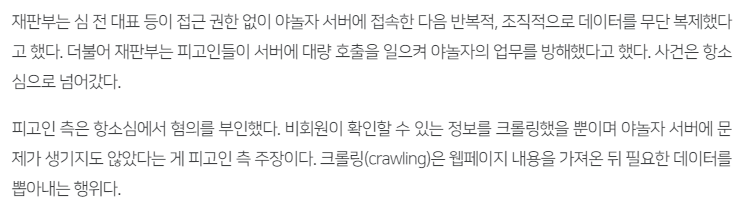 재판부는 심 전 대표 등이 접근 권한 없이 야놀자 서버에 접속한 다음 반복적, 조직적으로 데이터를 무단 복제했다
고 했다. 더불어 재판부는 피고인들이 서버에 대량 호출을 일으켜 야놀자의 업무를 방해했다고 했다. 사건은 항소
심으로 넘어갔다.
피고인 측은 항소심에서 혐의를 부인했다. 비회원이 확인할 수 있는 정보를 크롤링했을 뿐이며 야놀자 서버에 문
제가 생기지도 않았다는 게 피고인 측 주장이다. 크롤링(crawling)은 웹페이지 내용을 가져온 뒤 필요한 데이터를
뽑아내는 행위다.